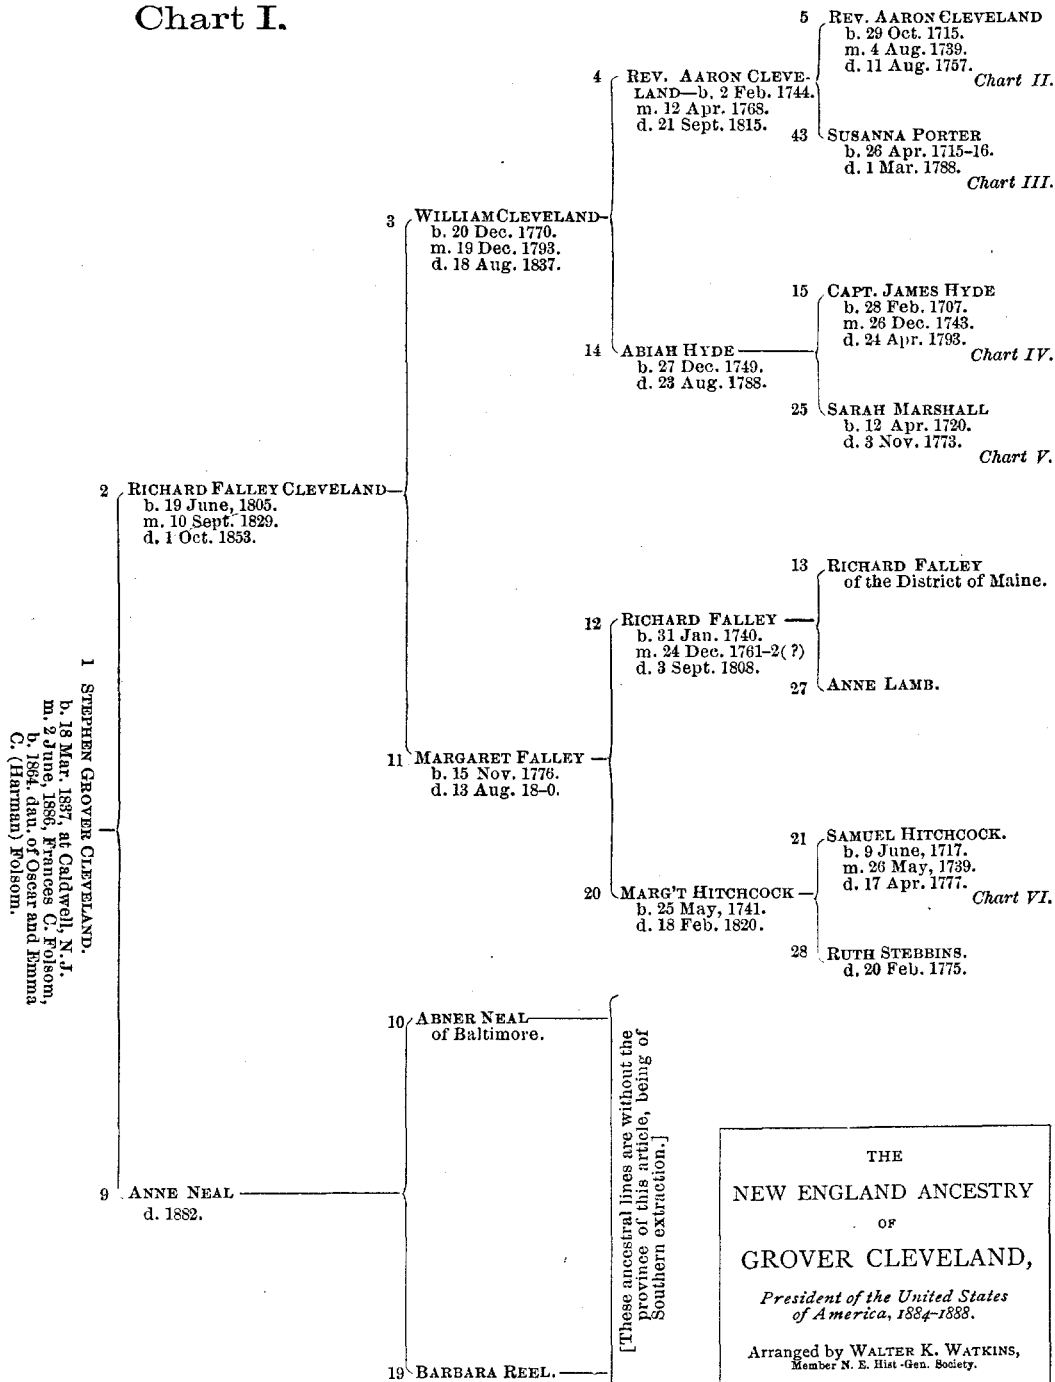 Chart I.
5 REV. AARON CLEVELAND
b. 29 Oct. 1715.
m. 4 Aug. 1739.
d. 11 Aug. 1757.
Chart II.
4 REV. AARON CLEVE-
LAND—b. 2 Feb. 1744.
m. 12 Apr. 1768.
d. 21 Sept. 1815.
43 SUSANNA PORTER
b. 26 Apr. 1715-16.
d. 1 Mar. 1788.
Chart III.
3 WILLIAM CLEVELAND
b. 20 Dec. 1770.
m. 19 Dec. 1793.
d. 18 Aug. 1837.
15 CAPT. JAMES HYDE
b. 28 Feb. 1707.
m. 26 Dec. 1743.
d. 24 Apr. 1793.
Chart IV.
14 ABIAH HYDE
b. 27 Dec. 1749.
d. 23 Aug. 1788.
25 SARAH MARSHALL
b. 12 Apr. 1720.
d. 3 Nov. 1773.
Chart V.
2 RICHARD FALLEY CLEVELAND
b. 19 June, 1805.
m. 10 Sept. 1829.
d. 1 Oct. 1853.
13 RICHARD FALLEY
of the District of Maine.
12 RICHARD FALLEY
b. 31 Jan. 1740.
m. 24 Dec. 1761-2(?)
d. 3 Sept. 1808.
27 ANNE LAMB.
1 STEPHEN GROVER CLEVELAND.
b. 18 Mar. 1837, at Caldwell, N. J.
m. 2 June, 1886, Frances C. Folsom,
b. 1864. dau. of Oscar and Emma
C. (Harman) Folsom.
11 MARGARET FALLEY
b. 15 Nov. 1776.
d. 13 Aug. 18-0.
21 SAMUEL HITCHCOCK.
b. 9 June, 1717.
m. 26 May, 1739.
d. 17 Apr. 1777.
Chart VI.
20 MARG'T HITCHCOCK
b. 25 May, 1741.
d. 18 Feb. 1820.
28 RUTH STEBBINS.
d. 20 Feb. 1775.
10 ABNER NEAL
of Baltimore.
[These ancestral lines are without the
province of this article, being of
Southern extraction.]
9 ANNE NEAL
d. 1882.
19 BARBARA REEL.
THE
NEW ENGLAND ANCESTRY
OF
GROVER CLEVELAND,
President of the United States
of America, 1884-1888.
Arranged by WALTER K. WATKINS,
Member N. E. Hist-Gen. Society.